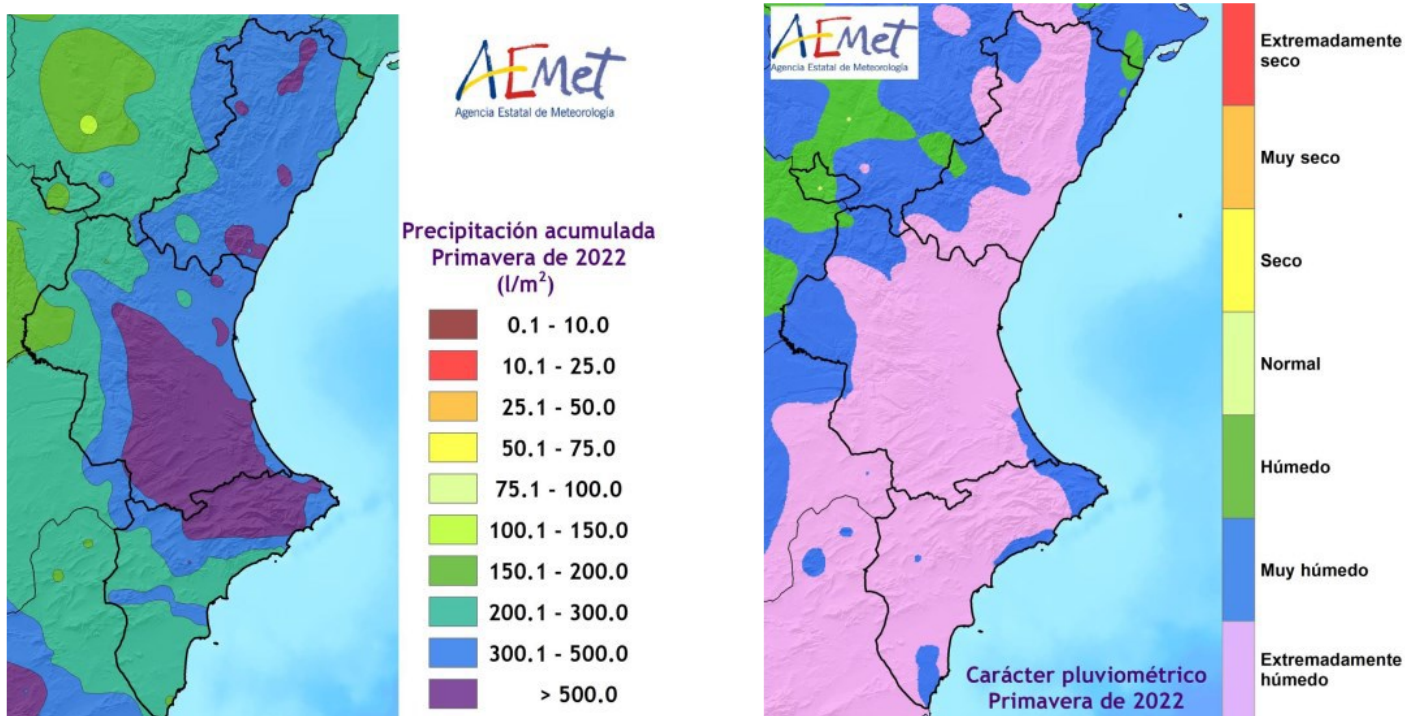 AEMet
Agencia Estatal de Meteorología
Precipitación acumulada
Primavera de 2022
(l/m²)
0.1 - 10.0
10.1 - 25.0
25.1 - 50.0
50.1 - 75.0
75.1 - 100.0
100.1 - 150.0
150.1 - 200.0
200.1 - 300.0
300.1 - 500.0
> 500.0
AEMet
Agencia Estatal de Meteorología
Extremadamente
seco
Muy seco
Seco
Normal
Húmedo
Muy húmedo
Extremadamente
húmedo
Carácter pluviométrico
Primavera de 2022